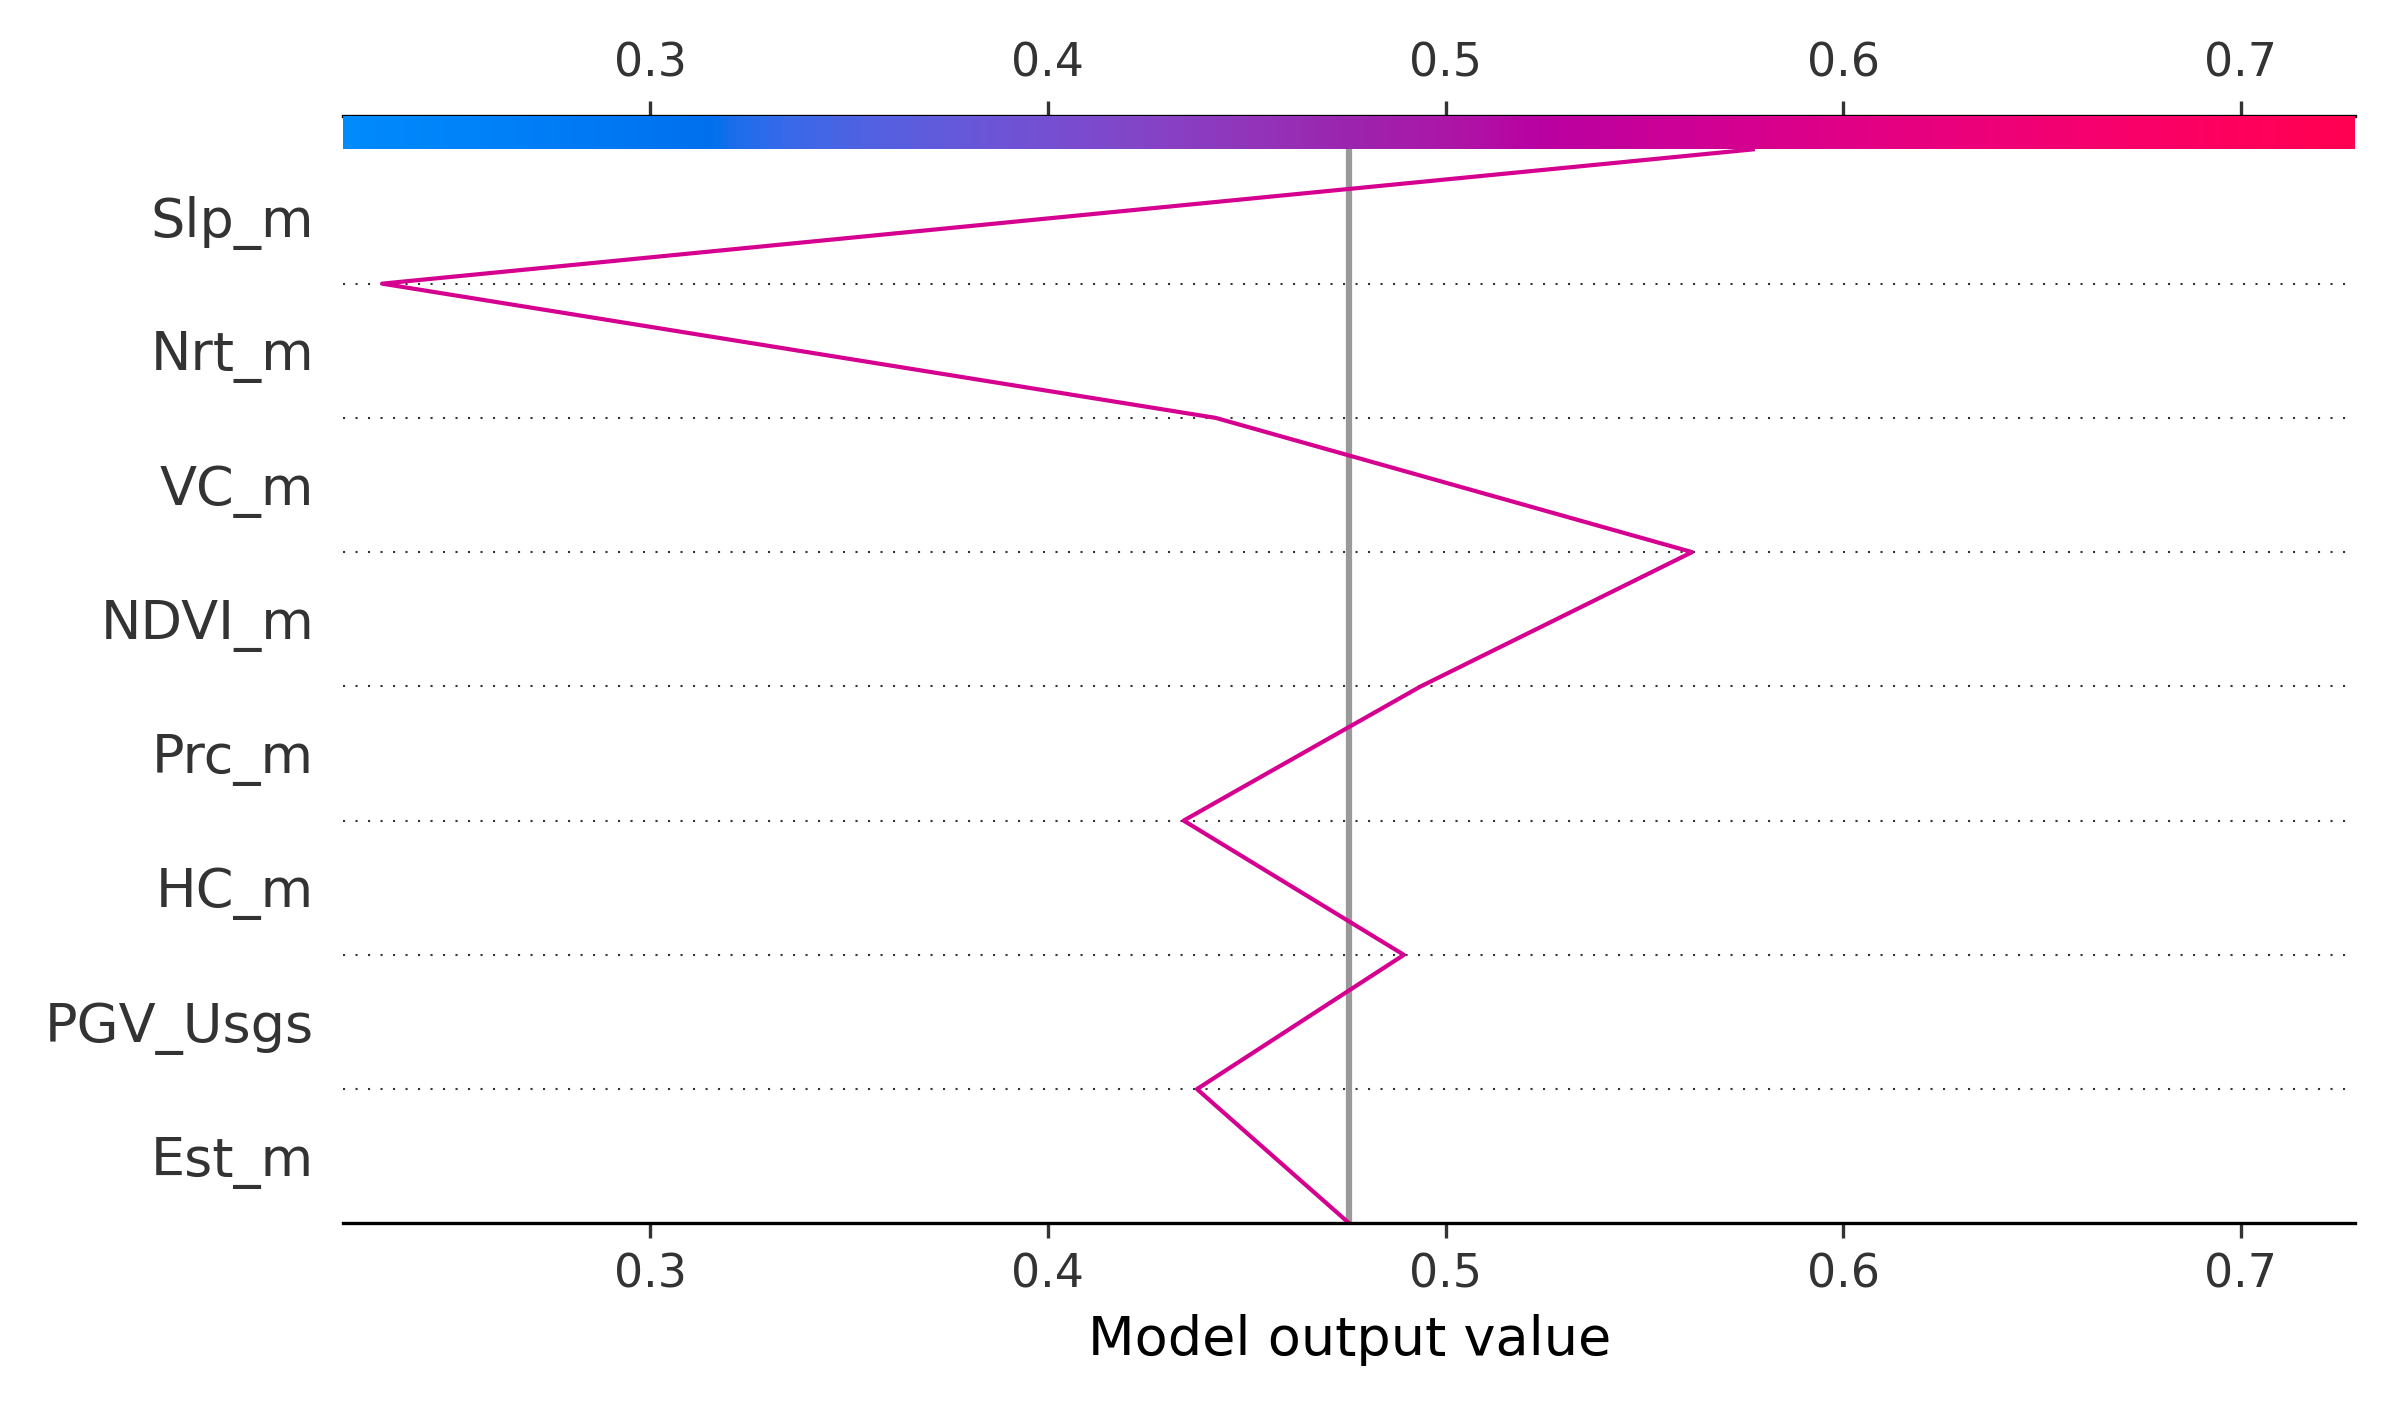 0.3 0.4 0.5 0.6 0.7
Slp_m
Nrt_m
VC_m
NDVI_m
Prc_m
HC_m
PGV_Usgs
Est_m
0.3 0.4 0.5 0.6 0.7
Model output value